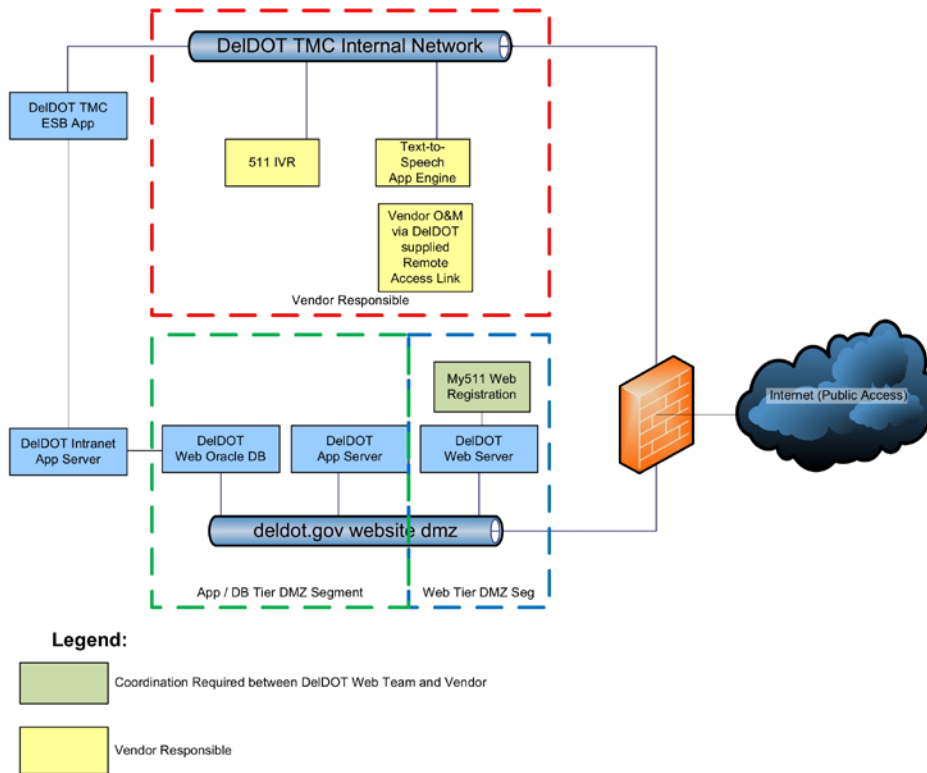 DelDOT TMC Internal Network
DelDOT TMC
ESB App
511 IVR
Text-to-
Speech
App Engine
Vendor O&M
via DelDOT
supplied
Remote
Access Link
Vendor Responsible
My511 Web
Registration
Internet (Public Access)
DelDOT Intranet
App Server
DelDOT
Web Oracle DB
DelDOT
App Server
DelDOT
Web Server
deldot.gov website dmz
App / DB Tier DMZ Segment
Web Tier DMZ Seg
Legend:
Coordination Required between DelDOT Web Team and Vendor
Vendor Responsible